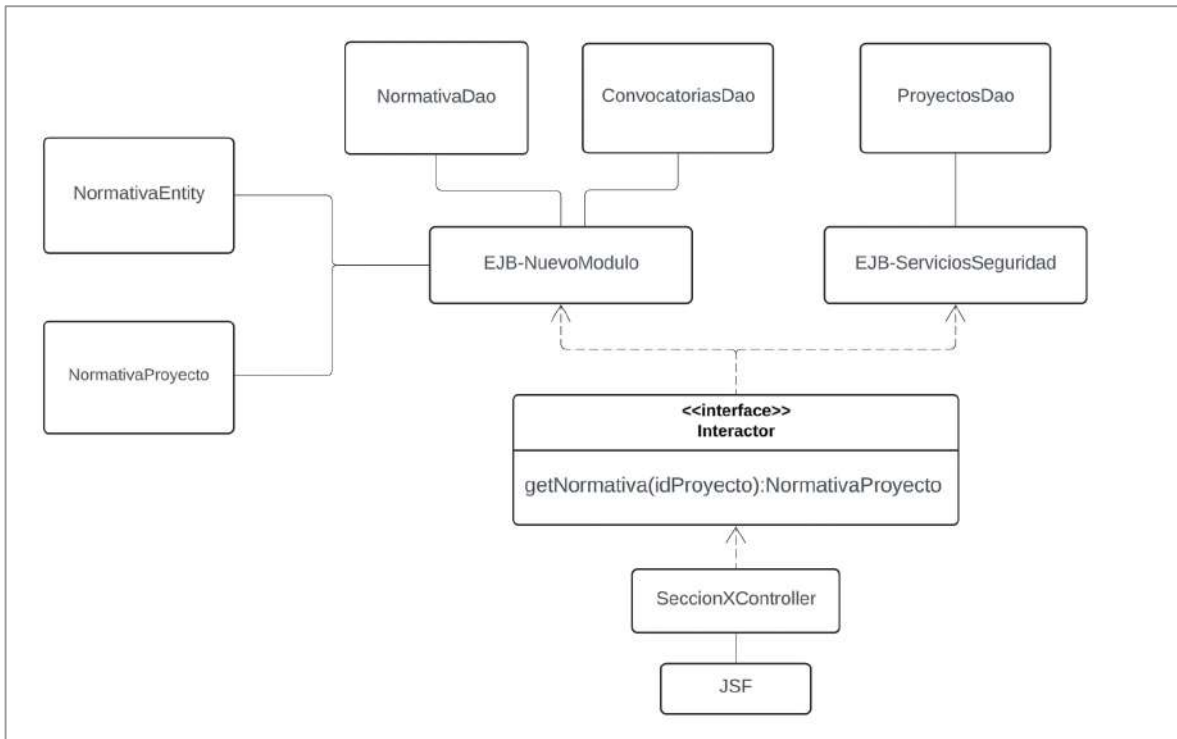 NormativaDao
ConvocatoriasDao
ProyectosDao
NormativaEntity
EJB-NuevoModulo
EJB-ServiciosSeguridad
NormativaProyecto
<<interface>>
Interactor
getNormativa(idProyecto):NormativaProyecto
SeccionXController
JSF